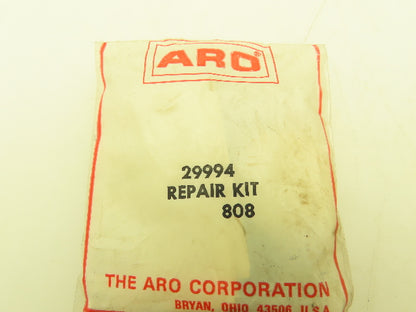 ARO®
29994
REPAIR KIT
808
THE ARO CORPORATION
BRYAN, OHIO 43506 U.S.A